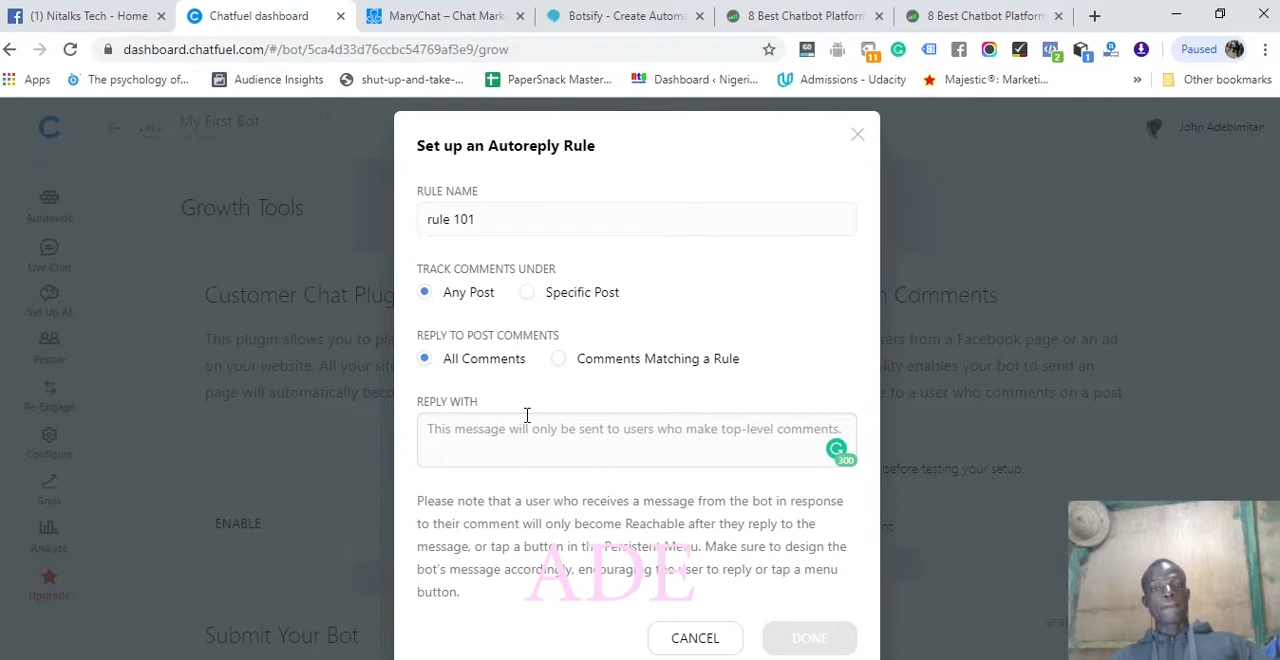 (1) Nitalks Tech - Home
Chatfuel dashboard
ManyChat – Chat Mark
Botsify - Create Automa
8 Best Chatbot Platform
8 Best Chatbot Platform
dashboard.chatfuel.com/#/bot/5ca4d33d76ccbc54769af3e9/grow
11
2
1
Paused
Apps
The psychology of...
Audience Insights
shut-up-and-take-...
PaperSnack Master...
Dashboard ‹ Nigeri...
Admissions - Udacity
Majestic®: Marketi...
»
Other bookmarks
My First Bot
John Adebimitan
Automate
Live Chat
Set Up AI
People
Re-Engage
Configure
Grow
Analyze
Upgrade
Growth Tools
Customer Chat Plug
This plugin allows you to pl
on your website. All your site
page will automatically beco
ENABLE
Submit Your Bot
Comments
sers from a Facebook page or an ad
ality enables your bot to send an
to a user who comments on a post
before testing your setup.
Set up an Autoreply Rule
RULE NAME
rule 101
TRACK COMMENTS UNDER
Any Post
Specific Post
REPLY TO POST COMMENTS
All Comments
Comments Matching a Rule
REPLY WITH
This message will only be sent to users who make top-level comments.
300
Please note that a user who receives a message from the bot in response
to their comment will only become Reachable after they reply to the
message, or tap a button in the Persistent Menu. Make sure to design the
bot's message accordingly, encouraging the user to reply or tap a menu
button.
ADE
CANCEL
DONE